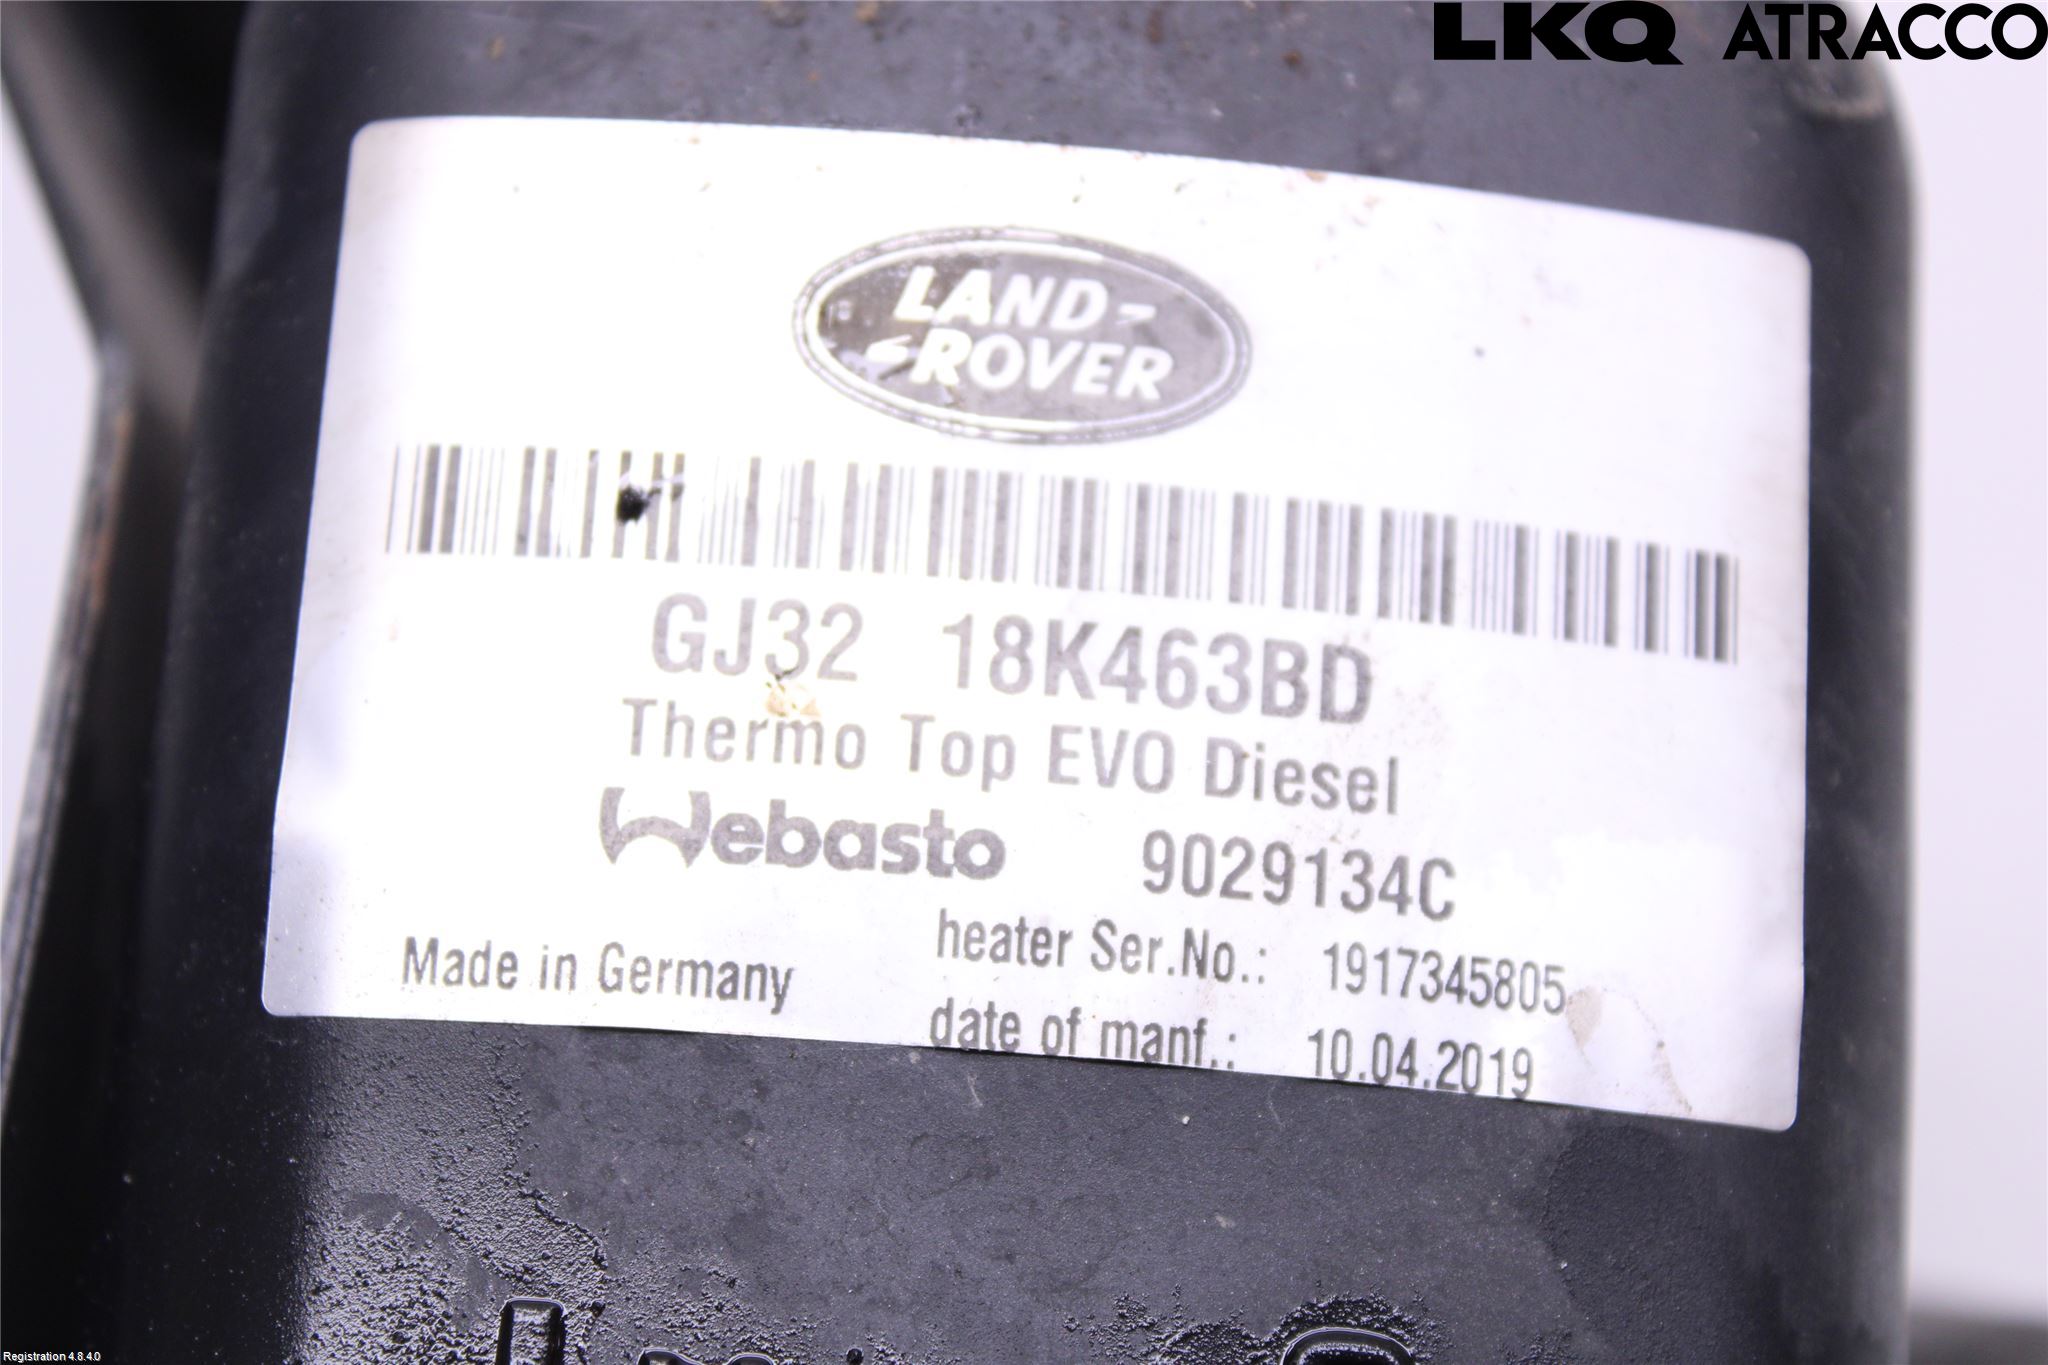 LKQ ATRACCO
LAND-
ROVER
GJ32 18K463BD
Thermo Top EVO Diesel
Webasto 9029134C
heater Ser.No.: 1917345805
Made in Germany
date of manf.: 10.04.2019
Registration 4.8.4.0